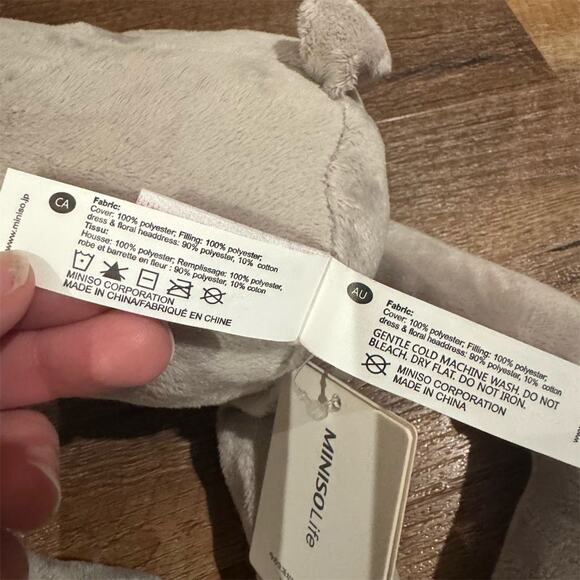 www.miniso.jp
CA
Fabric:
Cover: 100% polyester; Filling: 100% polyester;
dress & floral headdress: 90% polyester, 10% cotton
Tissu:
Housse: 100% polyester; Remplissage: 100% polyester,
robe et barrette en fleur : 90% polyester, 10% coton
MINISO CORPORATION
MADE IN CHINA/FABRIQUÉ EN CHINE
AU
Fabric:
Cover: 100% polyester; Filling: 100% polyester;
dress & floral headdress: 90% polyester, 10% cotton
GENTLE COLD MACHINE WASH. DO NOT
BLEACH. DRY FLAT. DO NOT IRON.
MINISO CORPORATION
MADE IN CHINA
MINISO Life